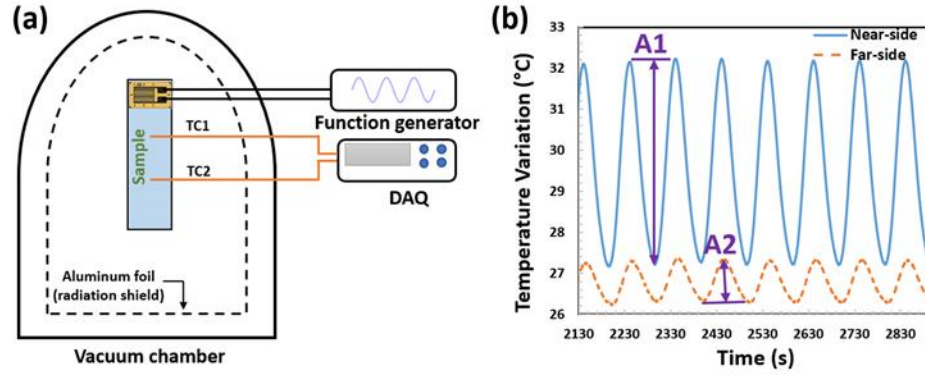 (a)
Sample
TC1
TC2
Function generator
DAQ
Aluminum foil
(radiation shield)
Vacuum chamber
(b)
Temperature Variation (°C)
33
32
31
30
29
28
27
26
A1
A2
Near-side
Far-side
2130 2230 2330 2430 2530 2630 2730 2830
Time (s)